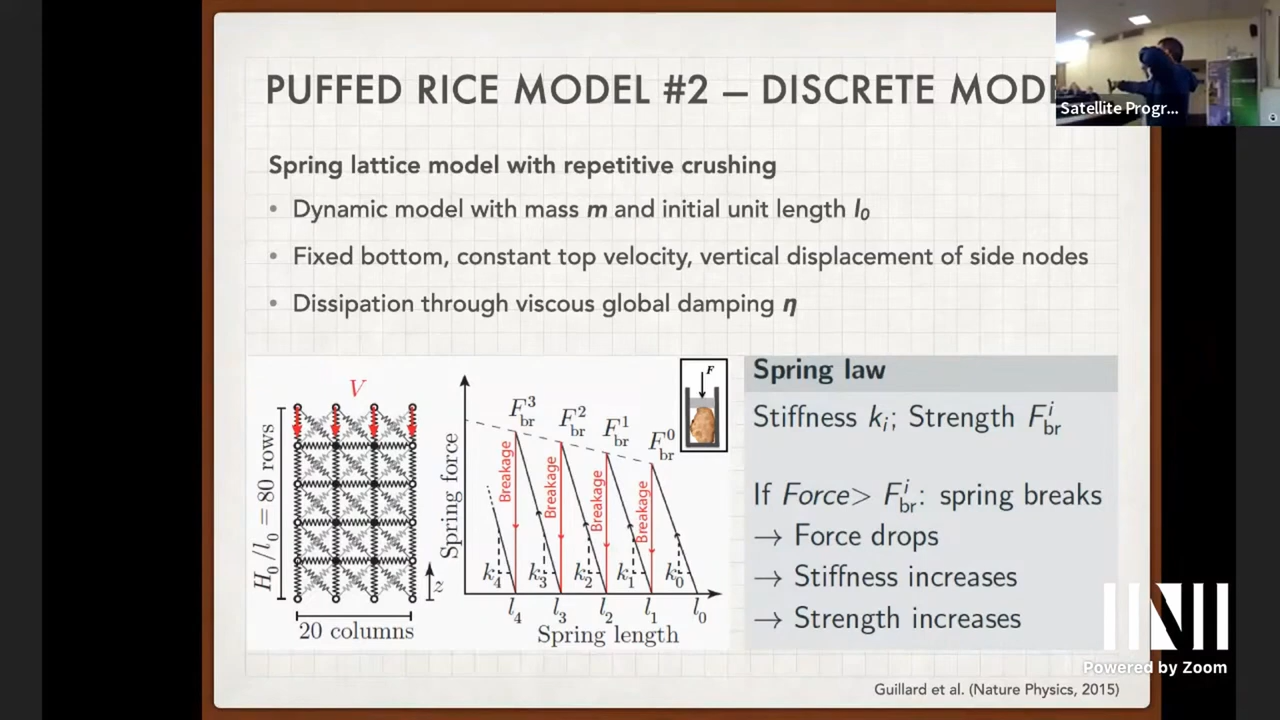 PUFFED RICE MODEL #2 – DISCRETE MODE
Satellite Progr...
Spring lattice model with repetitive crushing
• Dynamic model with mass m and initial unit length l₀
• Fixed bottom, constant top velocity, vertical displacement of side nodes
• Dissipation through viscous global damping η
V
H₀/l₀ = 80 rows
z
20 columns
Spring force
F³br
F²br
F¹br
F⁰br
F
Breakage
Breakage
Breakage
Breakage
k₄
k₃
k₂
k₁
k₀
l₄
l₃
l₂
l₁
l₀
Spring length
Spring law
Stiffness kᵢ; Strength Fⁱbr
If Force> Fⁱbr: spring breaks
→ Force drops
→ Stiffness increases
→ Strength increases
Powered by Zoom
Guillard et al. (Nature Physics, 2015)